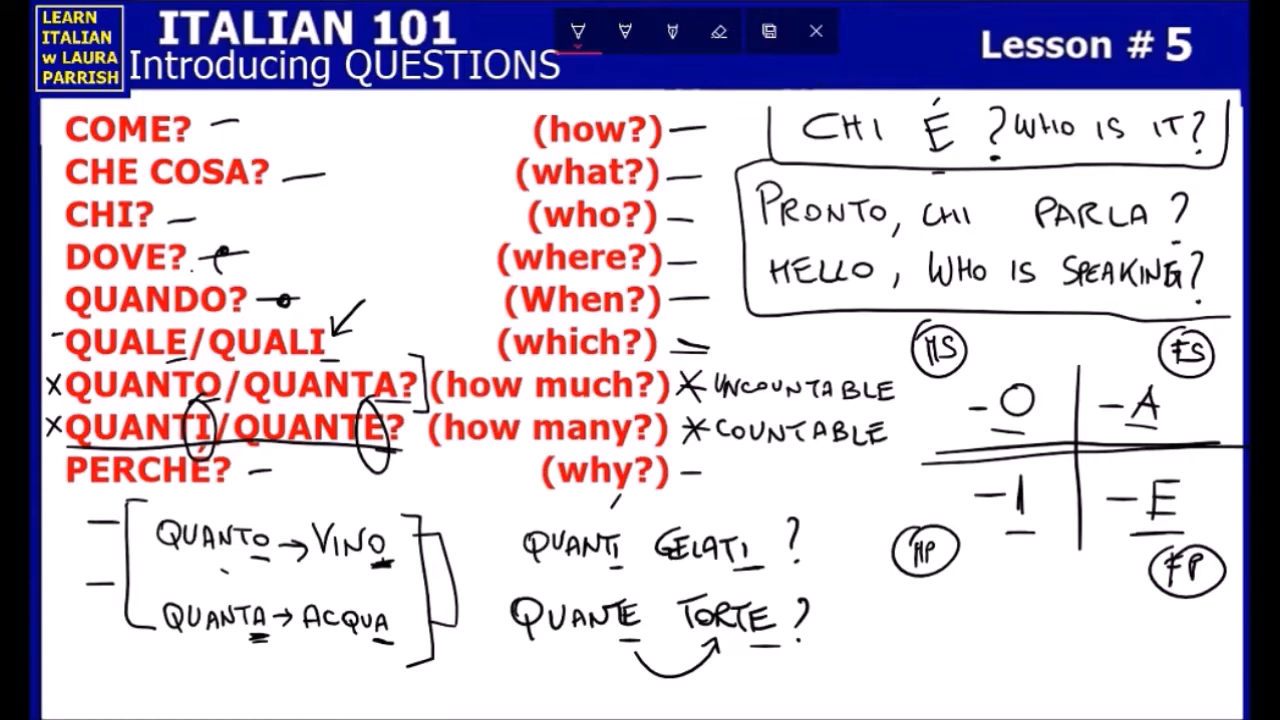 LEARN
ITALIAN
w LAURA
PARRISH
ITALIAN 101
Introducing QUESTIONS
Lesson # 5
COME? (how?)
CHE COSA? (what?)
CHI? (who?)
DOVE? (where?)
QUANDO? (When?)
QUALE/QUALI (which?)
QUANTO/QUANTA? (how much?) * UNCOUNTABLE
QUANTI/QUANTE? (how many?) * COUNTABLE
PERCHÉ? (why?)
CHI É ? WHO IS IT?
PRONTO, CHI PARLA?
HELLO, WHO IS SPEAKING?
MS FS
-O -A
-I -E
MP FP
QUANTO → VINO
QUANTA → ACQUA
QUANTI GELATI ?
QUANTE TORTE ?